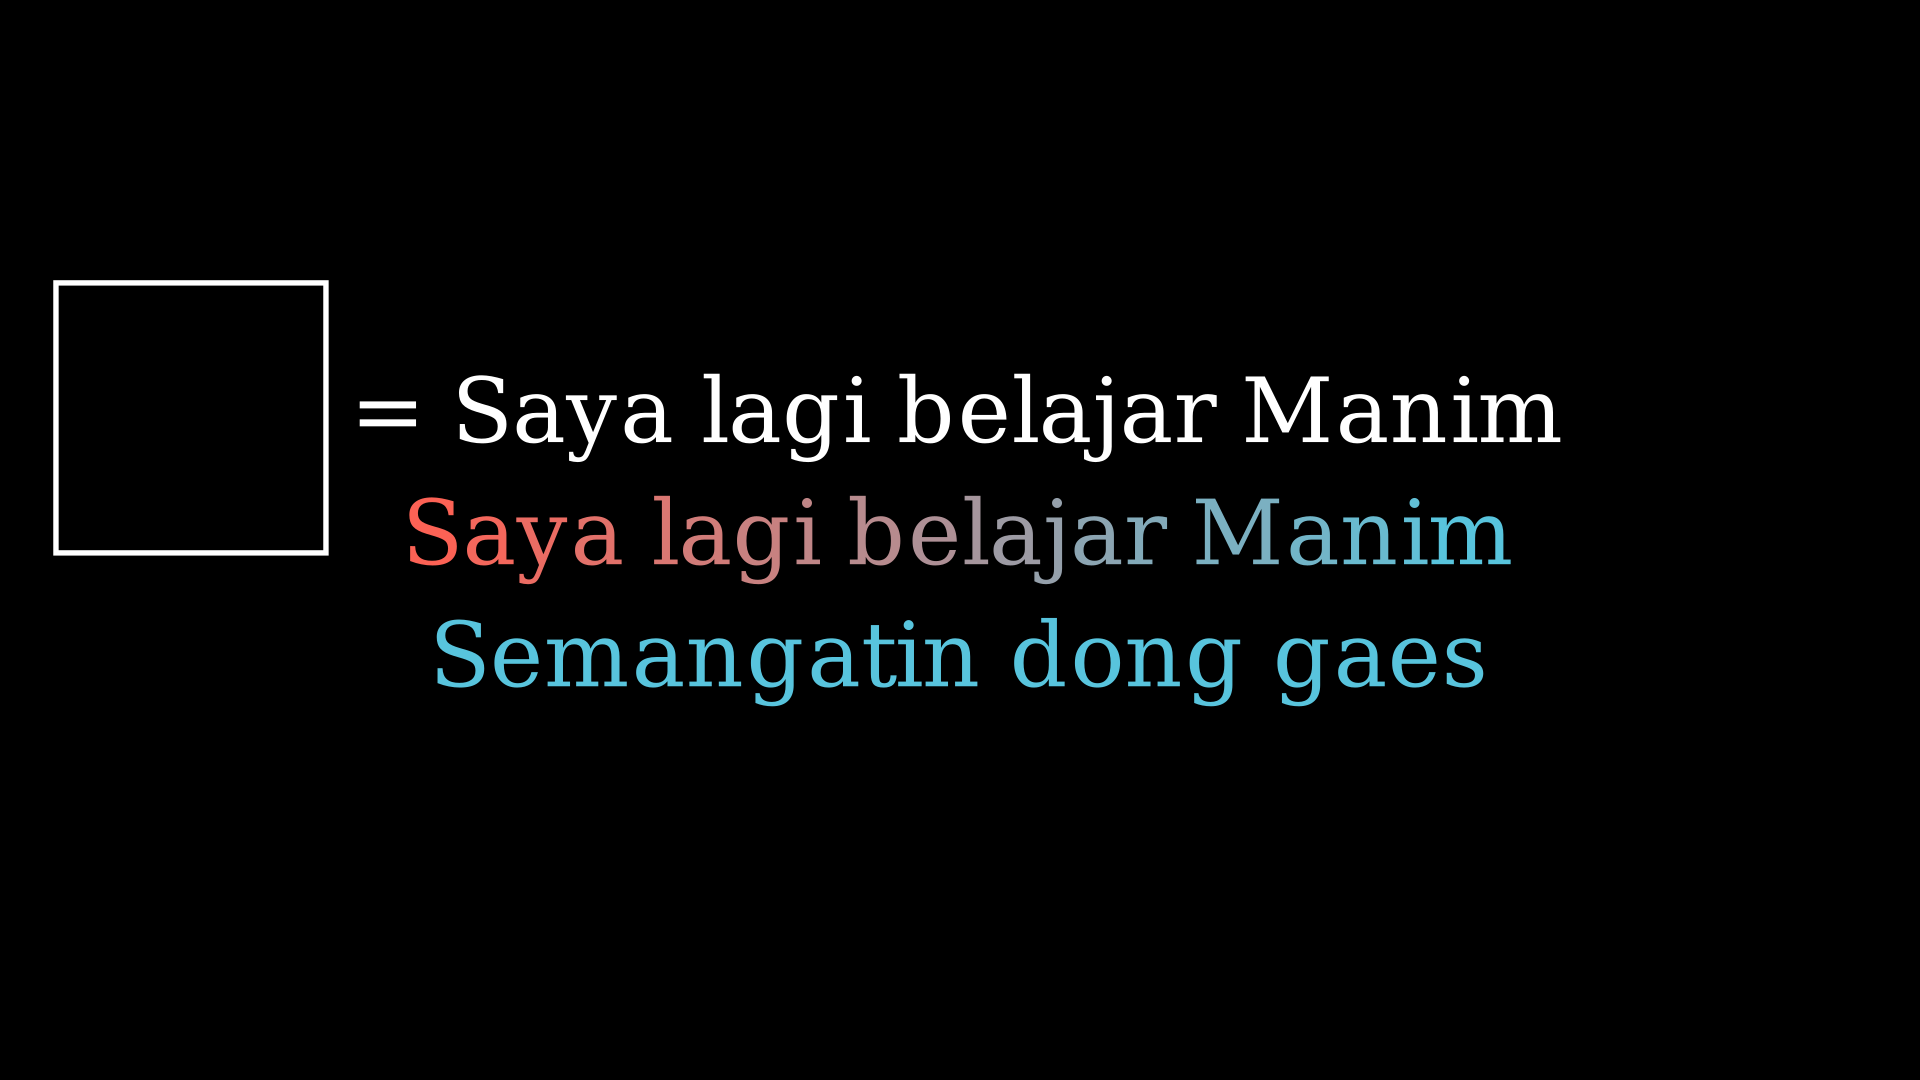 = Saya lagi belajar Manim
Saya lagi belajar Manim
Semangatin dong gaes